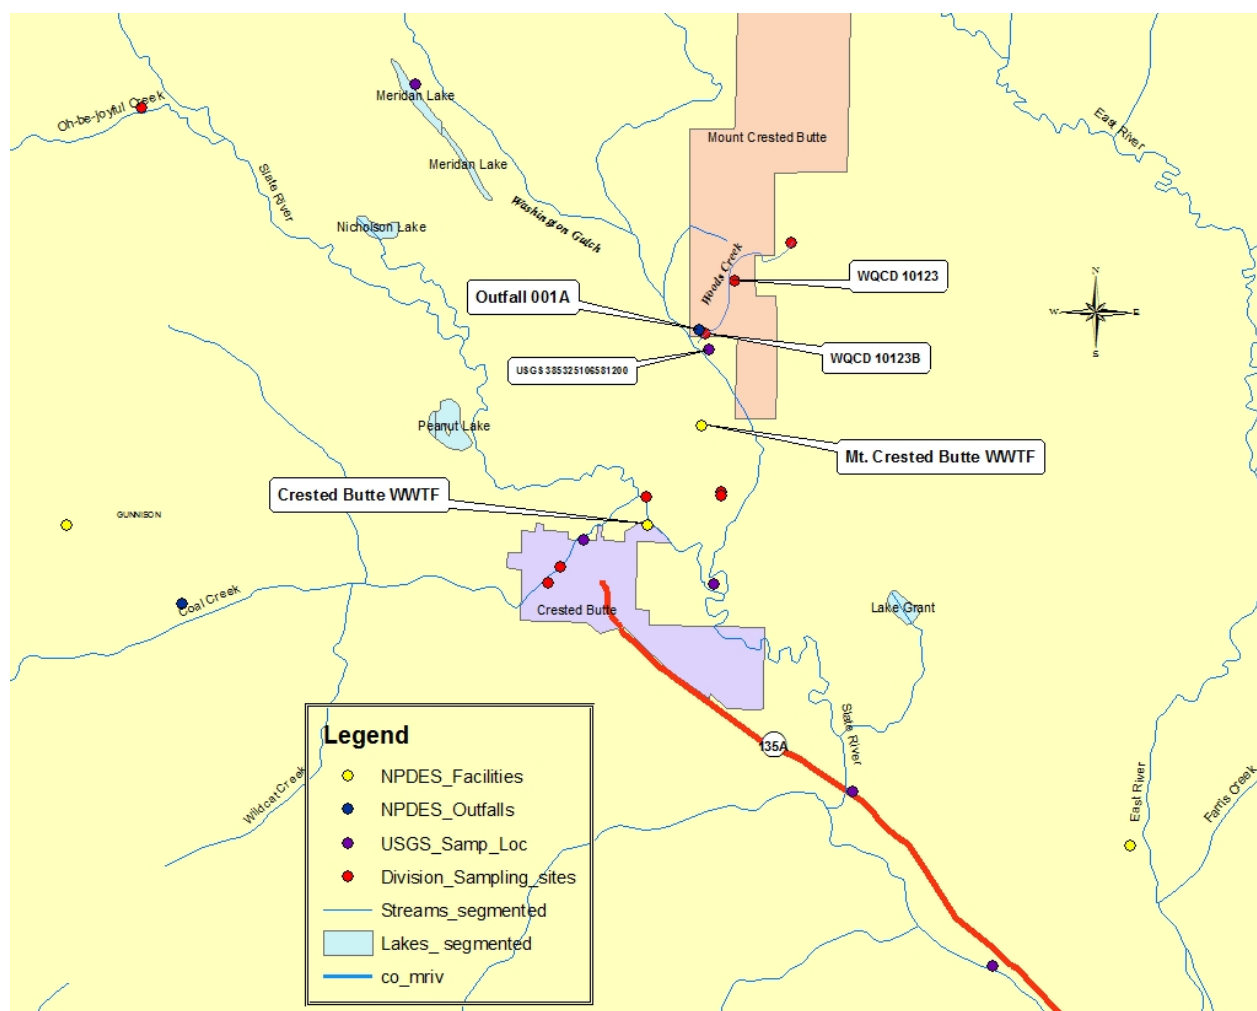 Meridan Lake
Oh-be-joyful Creek
East River
Mount Crested Butte
Meridan Lake
Slate River
Washington Gulch
Nicholson Lake
Woods Creek
N
W
E
S
WQCD 10123
Outfall 001A
WQCD 10123B
USGS 385325106581200
Peanut Lake
Mt. Crested Butte WWTF
Crested Butte WWTF
GUNNISON
Coal Creek
Crested Butte
Lake Grant
Slate River
135A
Wildcat Creek
East River
Farris Creek
Legend
NPDES_Facilities
NPDES_Outfalls
USGS_Samp_Loc
Division_Sampling_sites
Streams_segmented
Lakes_ segmented
co_mriv